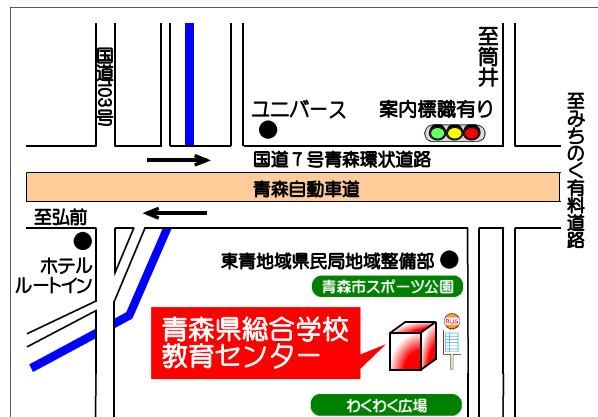 国道103号
至筒井
ユニバース
案内標識有り
至みちのく有料道路
国道7号青森環状道路
青森自動車道
至弘前
ホテル
ルートイン
東青地域県民局地域整備部
青森市スポーツ公園
BUS
青森県総合学校
教育センター
わくわく広場